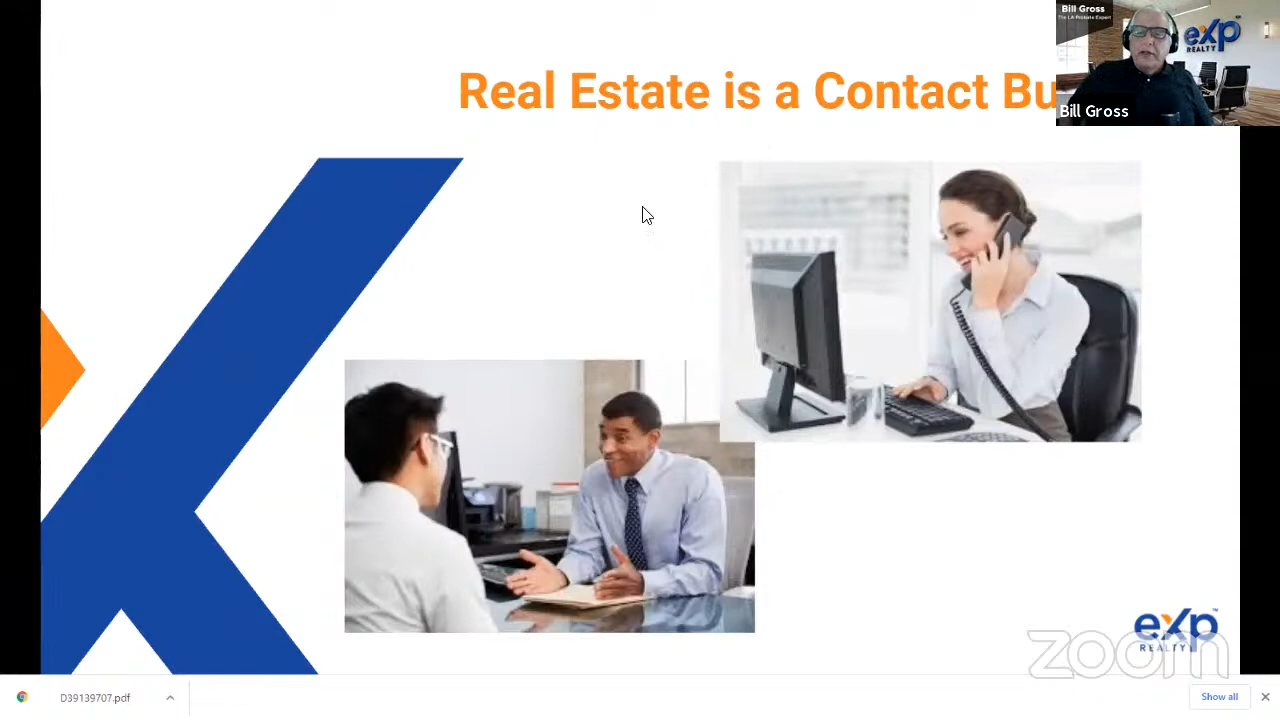 Real Estate is a Contact Bu
Bill Gross
The LA Probate Expert
exp
REALTY
Bill Gross
exp
REALTY
zoom
D39139707.pdf
Show all